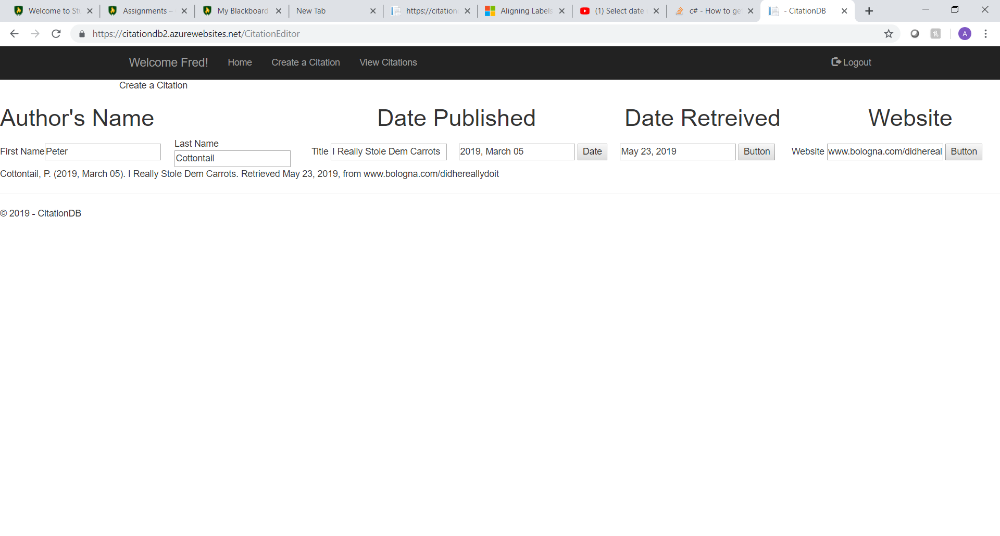 Welcome to Stu
Assignments –
My Blackboard
New Tab
https://citation
Aligning Labels
(1) Select date
c# - How to ge
- CitationDB
https://citationdb2.azurewebsites.net/CitationEditor
A
Welcome Fred! Home Create a Citation View Citations Logout
Create a Citation
Author's Name Date Published Date Retreived Website
First Name Peter
Last Name
Cottontail
Title I Really Stole Dem Carrots 2019, March 05 Date May 23, 2019 Button Website www.bologna.com/didhereal Button
Cottontail, P. (2019, March 05). I Really Stole Dem Carrots. Retrieved May 23, 2019, from www.bologna.com/didhereallydoit
© 2019 - CitationDB